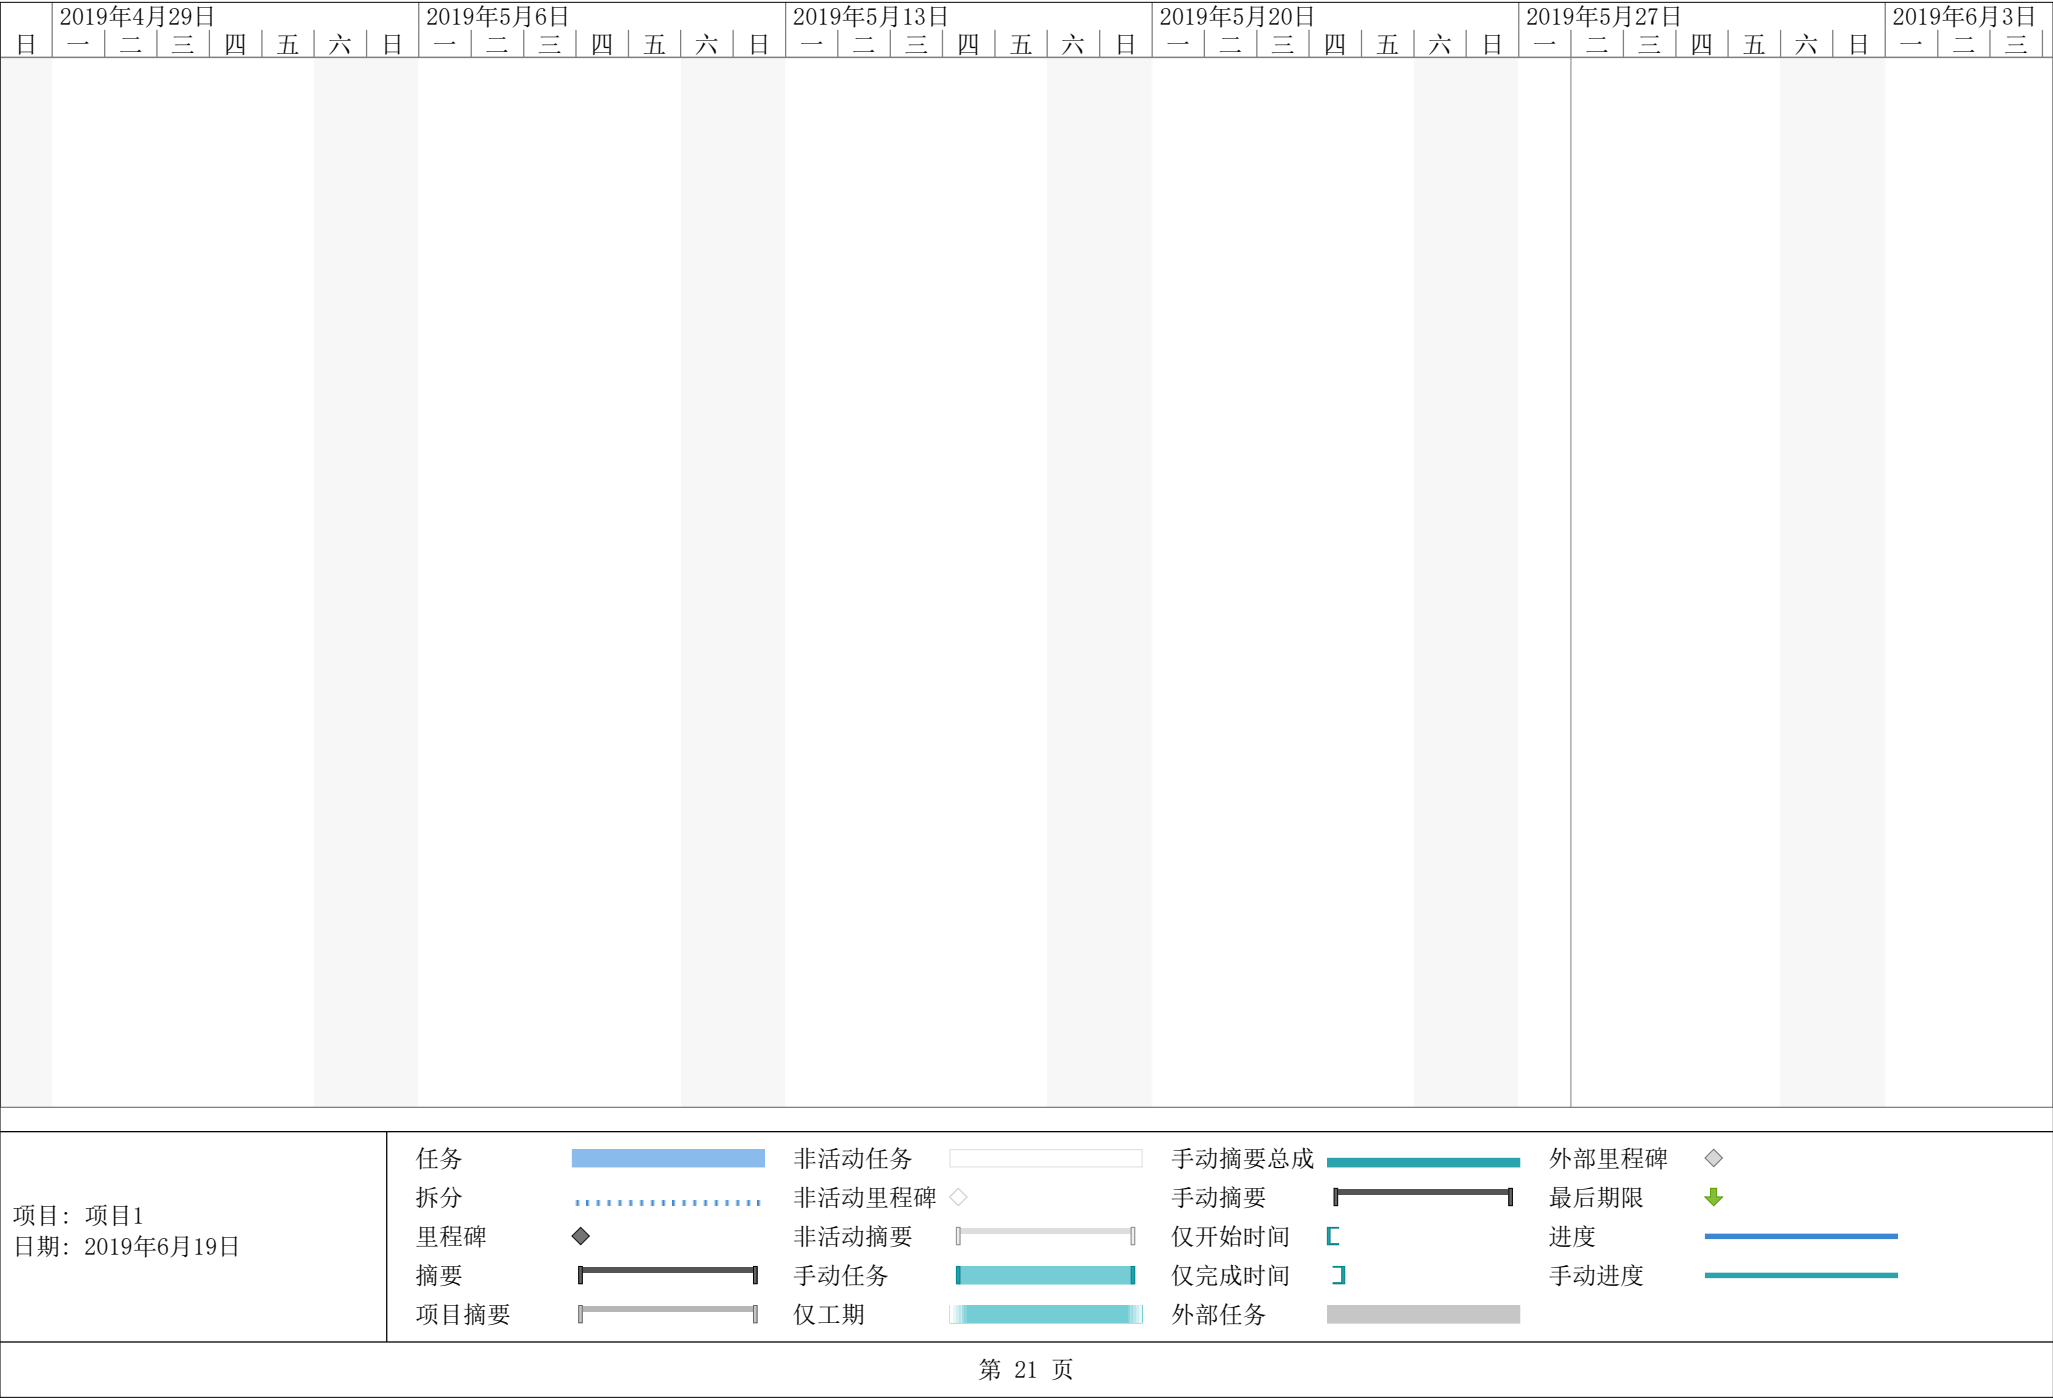 2019年4月29日 2019年5月6日 2019年5月13日 2019年5月20日 2019年5月27日 2019年6月3日
日 一 二 三 四 五 六 日 一 二 三 四 五 六 日 一 二 三 四 五 六 日 一 二 三 四 五 六 日 一 二 三 四 五 六 日 一 二 三
项目: 项目1
日期: 2019年6月19日
任务 非活动任务 手动摘要总成 外部里程碑
拆分 非活动里程碑 手动摘要 最后期限
里程碑 非活动摘要 仅开始时间 进度
摘要 手动任务 仅完成时间 手动进度
项目摘要 仅工期 外部任务
第 21 页